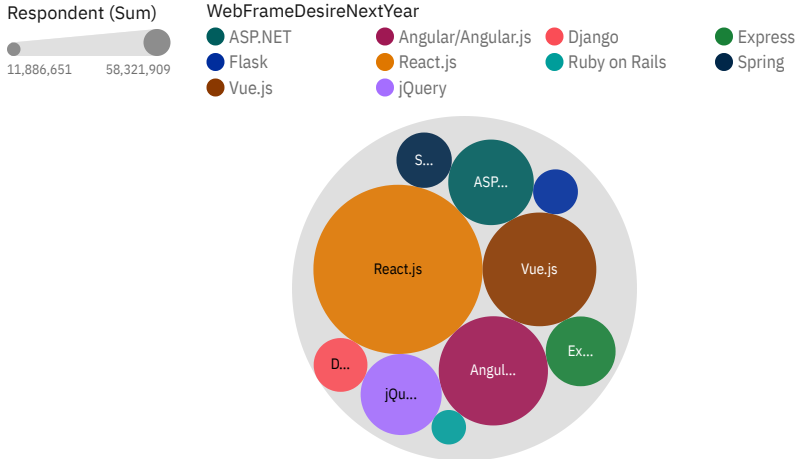 Respondent (Sum)
11,886,651 58,321,909
WebFrameDesireNextYear
ASP.NET Angular/Angular.js Django Express
Flask React.js Ruby on Rails Spring
Vue.js jQuery
S...
ASP...
React.js
Vue.js
Ex...
D...
Angul...
jQu...